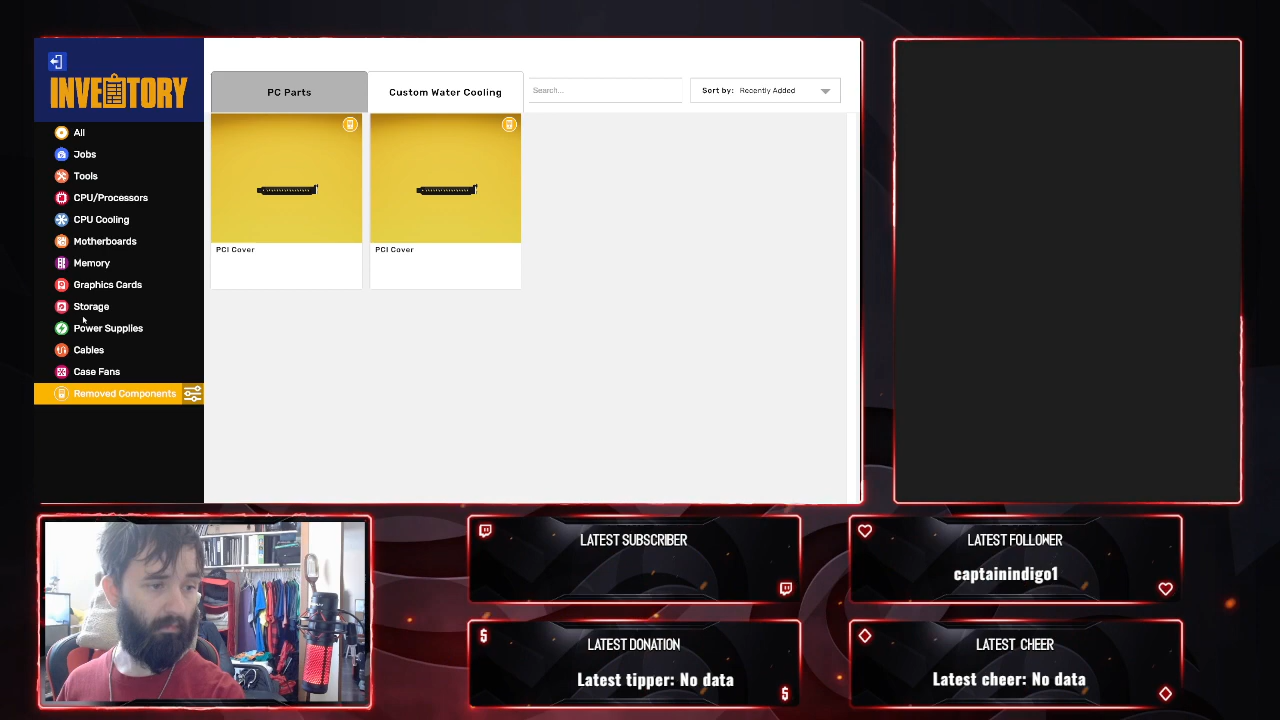 INVENTORY
All
Jobs
Tools
CPU/Processors
CPU Cooling
Motherboards
Memory
Graphics Cards
Storage
Power Supplies
Cables
Case Fans
Removed Components
PC Parts
Custom Water Cooling
Search...
Sort by: Recently Added
PCI Cover
PCI Cover
LATEST SUBSCRIBER
LATEST FOLLOWER
captainindigo1
LATEST DONATION
Latest tipper: No data
LATEST CHEER
Latest cheer: No data